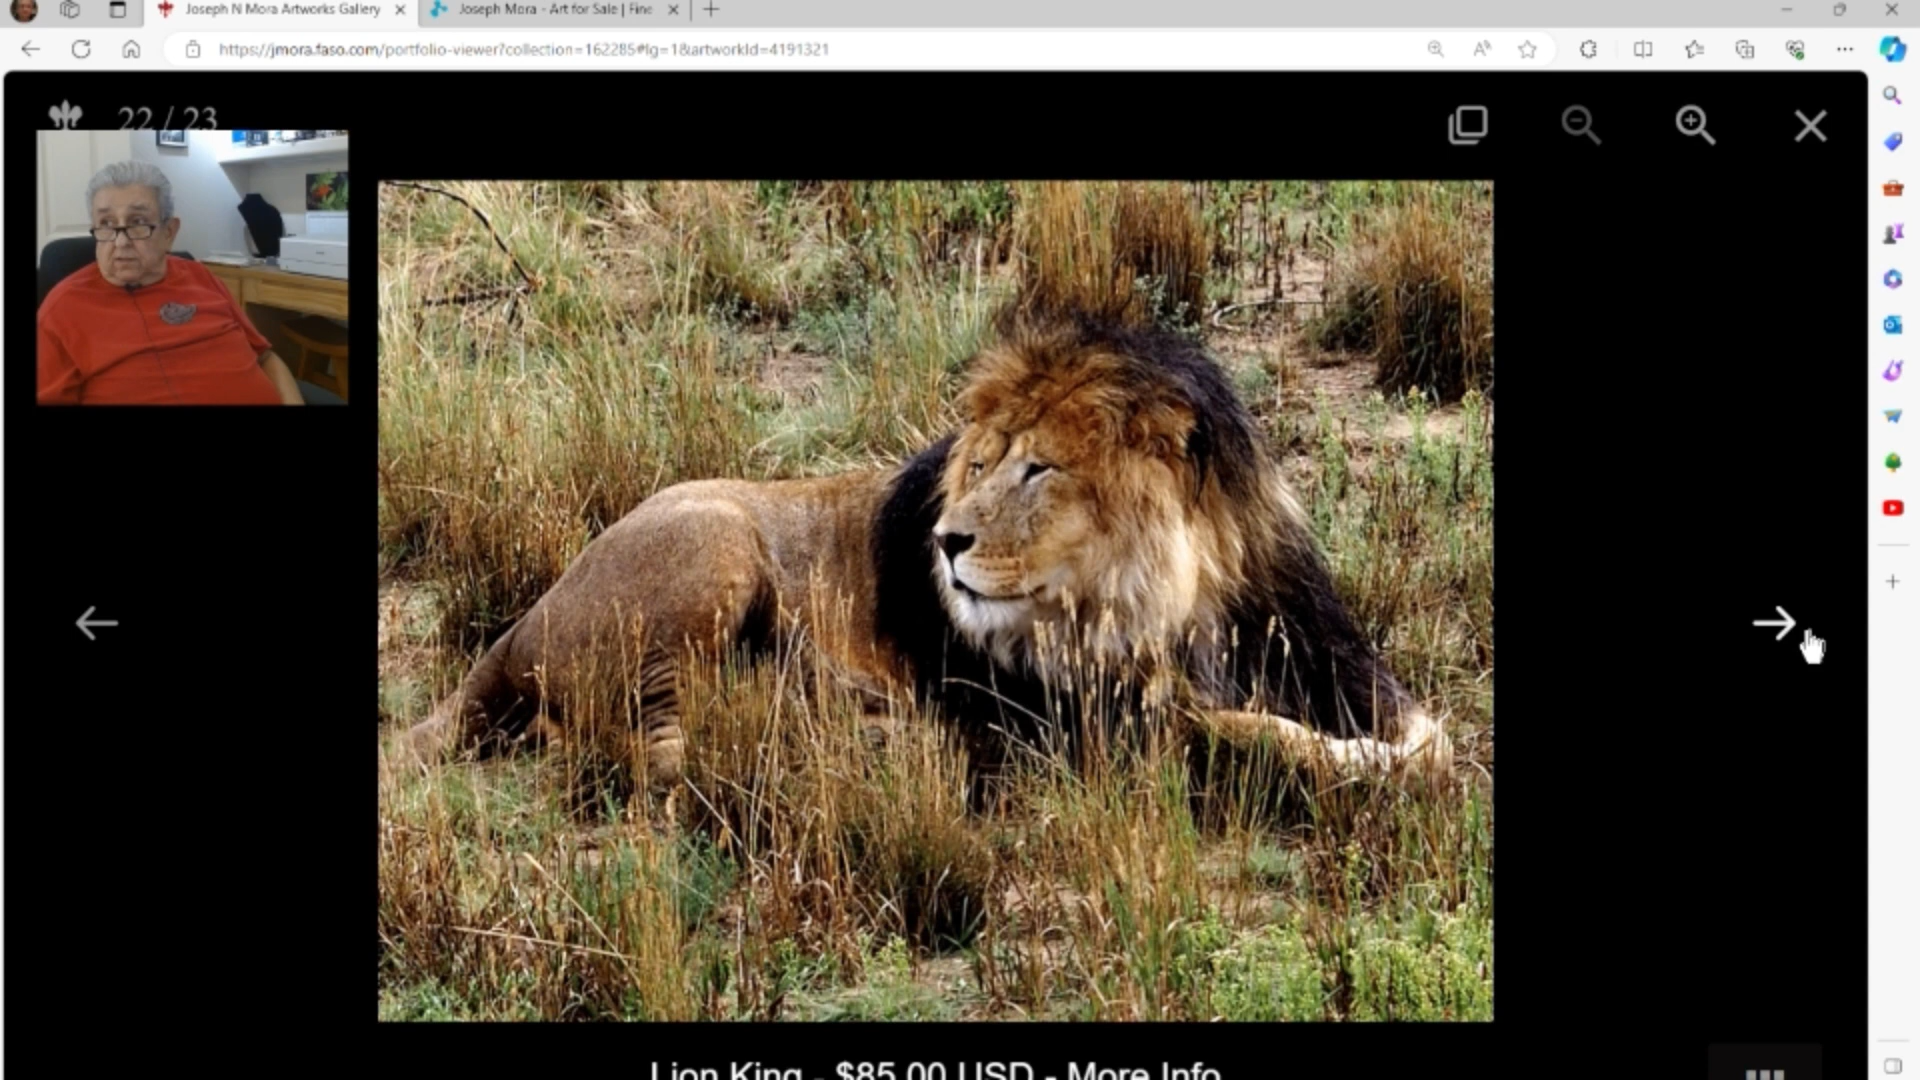 Joseph N Mora Artworks Gallery
Joseph Mora - Art for Sale | Fine
https://jmora.faso.com/portfolio-viewer?collection=162285#lg=1&artworkId=4191321
22 / 23
Lion King - $85.00 USD - More Info